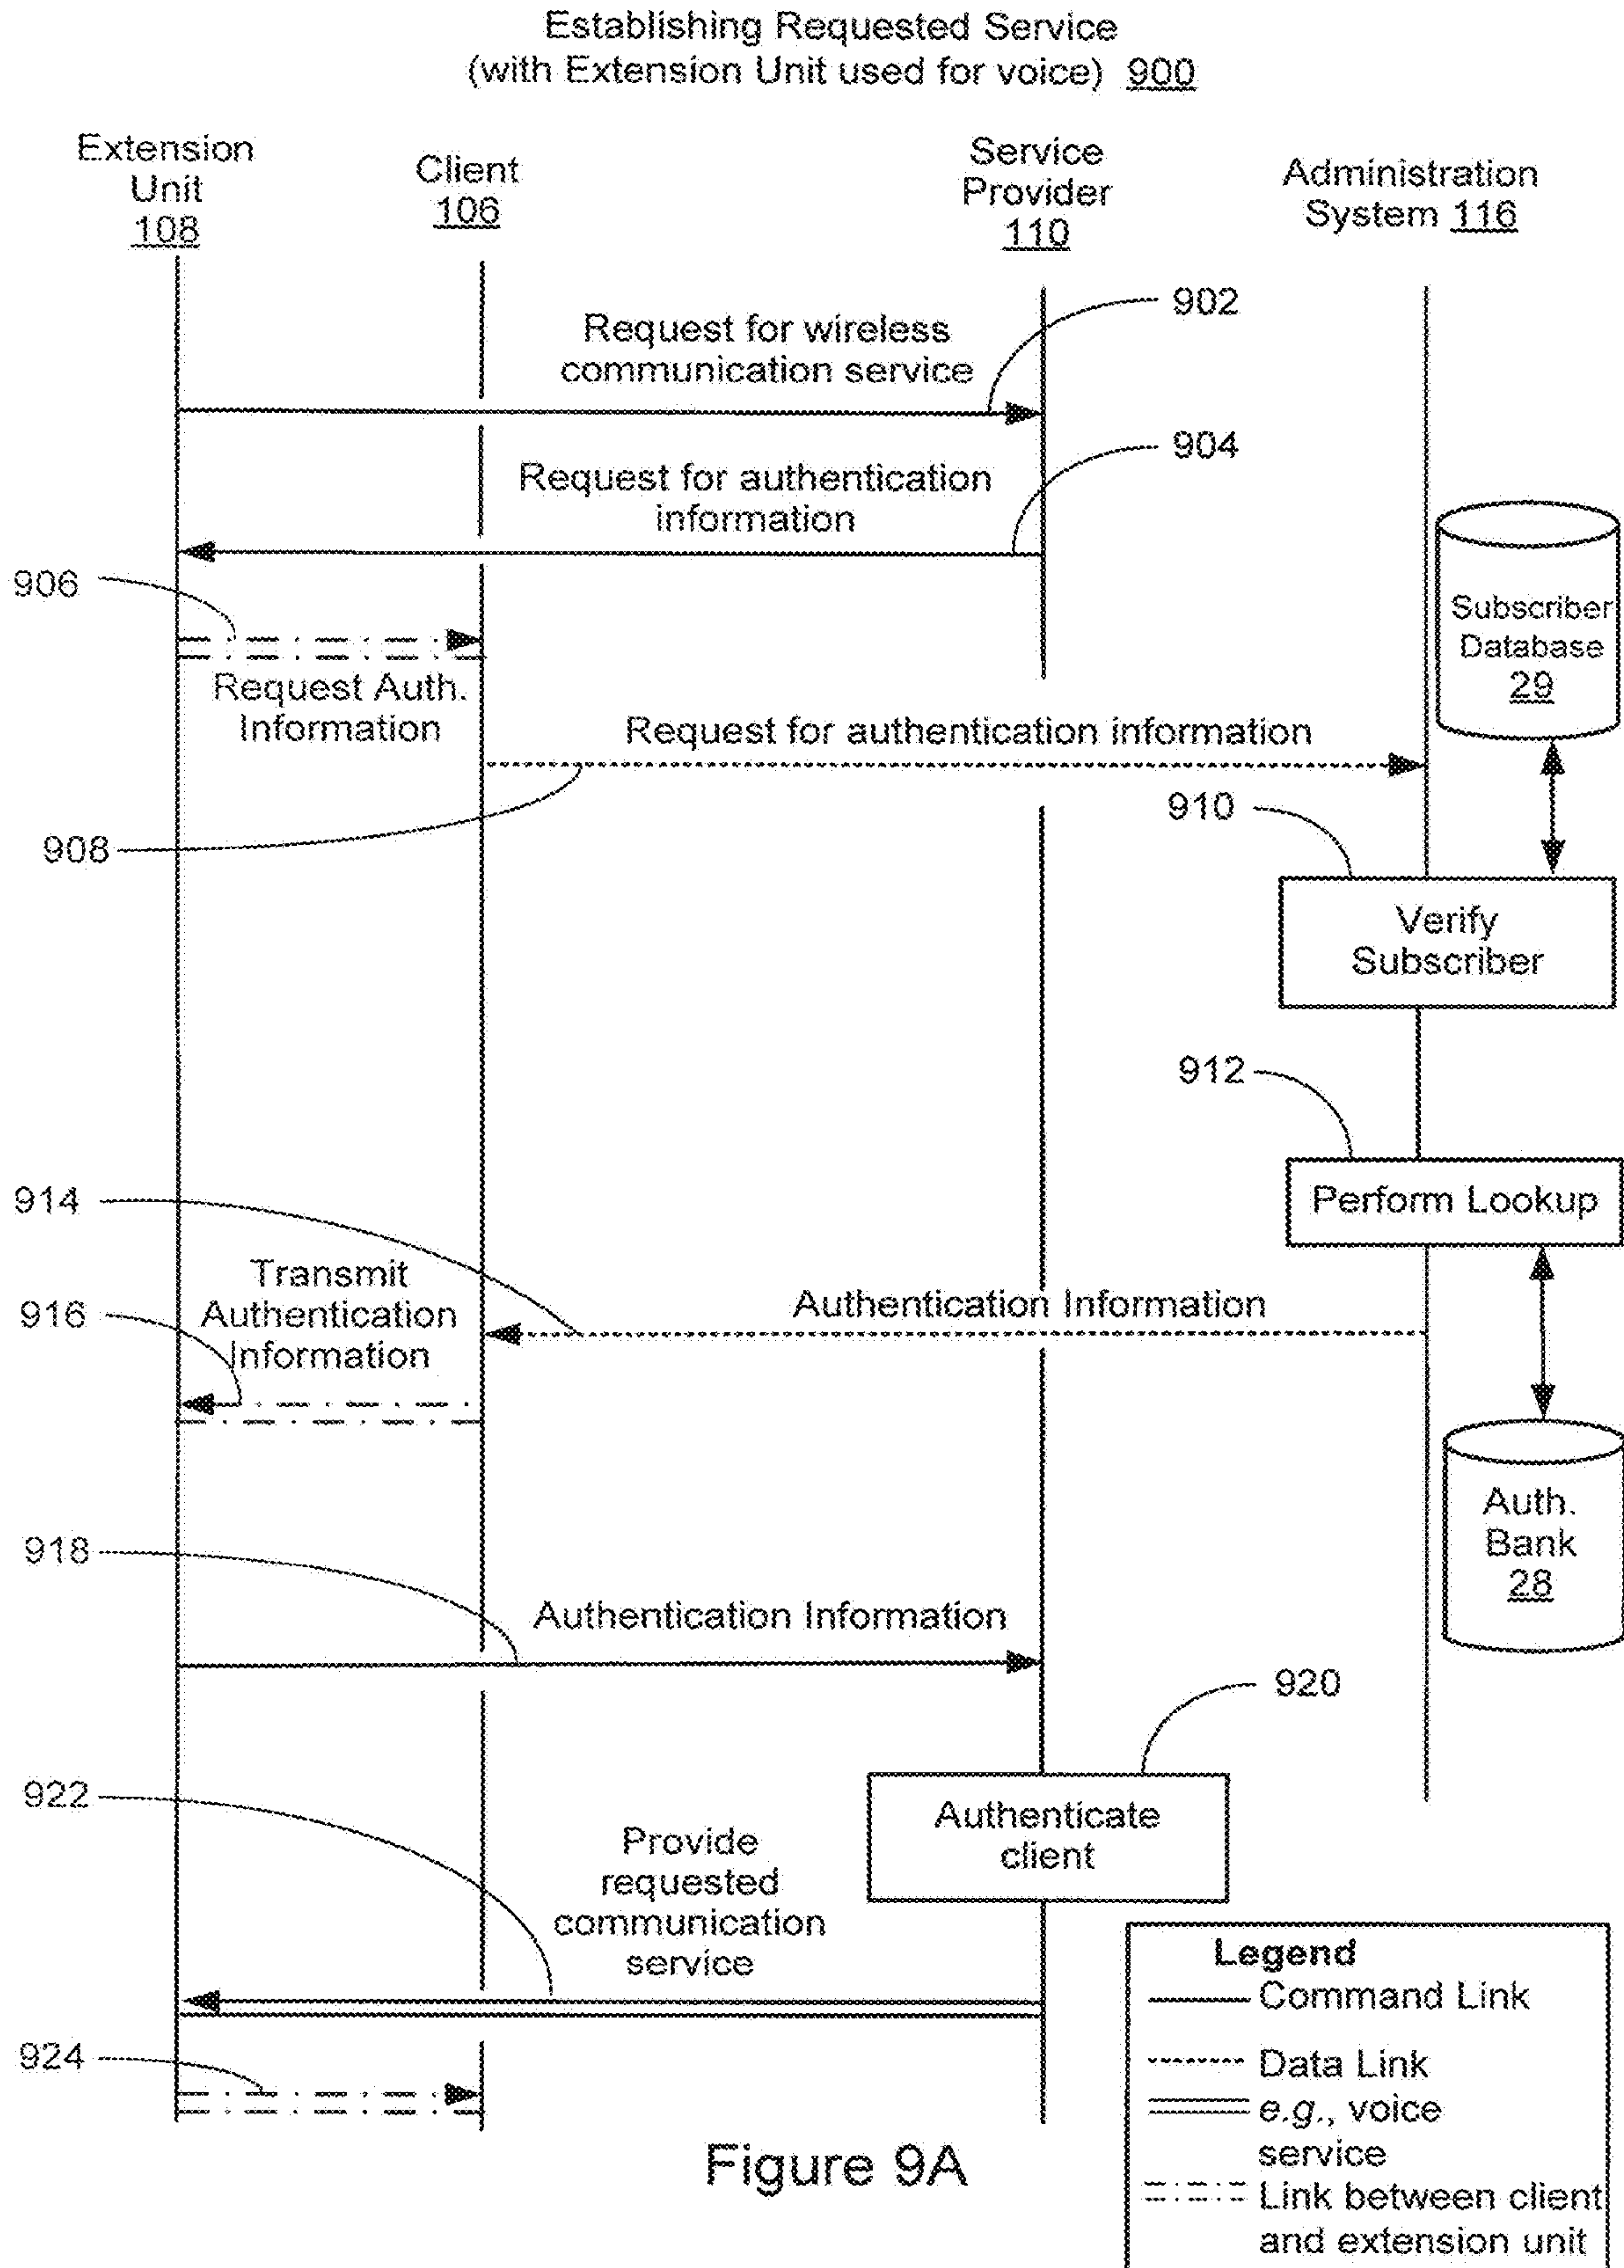 Establishing Requested Service
(with Extension Unit used for voice) 900
Extension
Unit
108
Client
106
Service
Provider
110
Administration
System 116
902
Request for wireless
communication service
904
Request for authentication
information
906
Request Auth.
Information
Subscriber
Database
29
Request for authentication information
908
910
Verify
Subscriber
912
Perform Lookup
914
Transmit
Authentication
Information
916
Authentication Information
Auth.
Bank
28
918
Authentication Information
920
Authenticate
client
922
Provide
requested
communication
service
924
Legend
Command Link
Data Link
e.g., voice
service
Link between client
and extension unit
Figure 9A